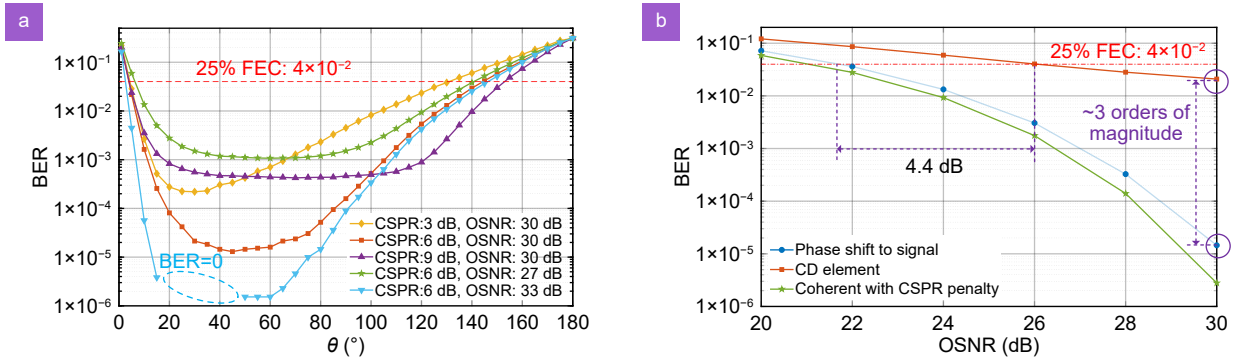 a
BER
1×10⁻¹
1×10⁻²
1×10⁻³
1×10⁻⁴
1×10⁻⁵
1×10⁻⁶
25% FEC: 4×10⁻²
BER=0
CSPR:3 dB, OSNR: 30 dB
CSPR:6 dB, OSNR: 30 dB
CSPR:9 dB, OSNR: 30 dB
CSPR:6 dB, OSNR: 27 dB
CSPR:6 dB, OSNR: 33 dB
0 20 40 60 80 100 120 140 160 180
θ (°)
b
BER
1×10⁻¹
1×10⁻²
1×10⁻³
1×10⁻⁴
1×10⁻⁵
1×10⁻⁶
25% FEC: 4×10⁻²
~3 orders of
magnitude
4.4 dB
Phase shift to signal
CD element
Coherent with CSPR penalty
20 22 24 26 28 30
OSNR (dB)